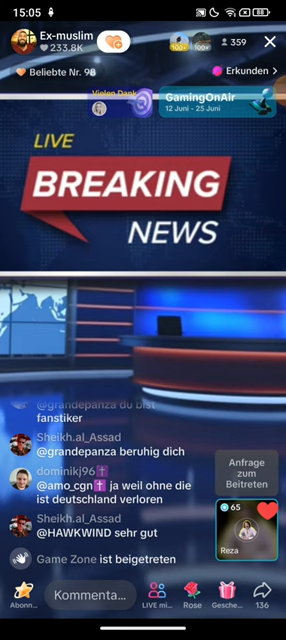 15:05
88
Ex-muslim
233.8K
100+
100+
359
Beliebte Nr. 98
Erkunden >
Vielen Dank
GamingOnAir
12 Juni - 25 Juni
LIVE
BREAKING
NEWS
@grandepanza du bist
fanstiker
Sheikh.al_Assad
@grandepanza beruhig dich
dominikj96✝️
@amo_cgn✝️ ja weil ohne die
ist deutschland verloren
Sheikh.al_Assad
@HAWKWIND sehr gut
Game Zone ist beigetreten
Anfrage
zum
Beitreten
65
Reza
Abonn...
Kommenta...
LIVE mi...
Rose
Gesche...
136